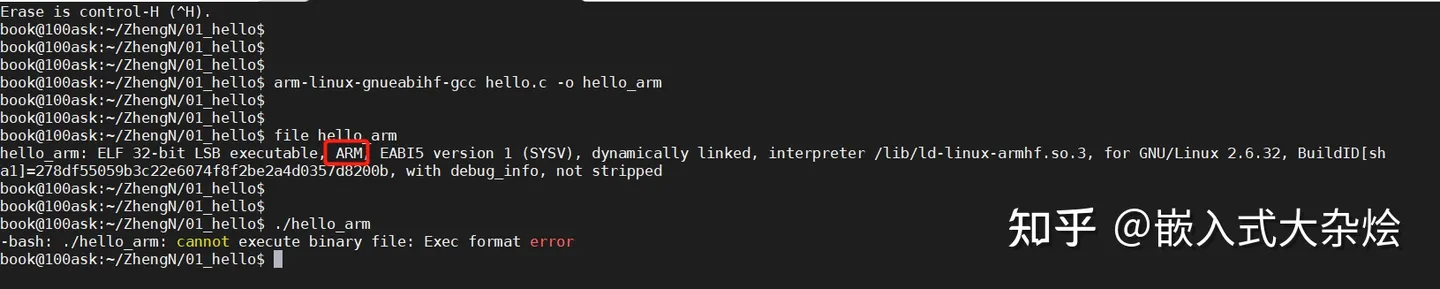 Erase is control-H (^H).
book@100ask:~/ZhengN/01_hello$
book@100ask:~/ZhengN/01_hello$
book@100ask:~/ZhengN/01_hello$
book@100ask:~/ZhengN/01_hello$ arm-linux-gnueabihf-gcc hello.c -o hello_arm
book@100ask:~/ZhengN/01_hello$
book@100ask:~/ZhengN/01_hello$
book@100ask:~/ZhengN/01_hello$ file hello_arm
hello_arm: ELF 32-bit LSB executable, ARM, EABI5 version 1 (SYSV), dynamically linked, interpreter /lib/ld-linux-armhf.so.3, for GNU/Linux 2.6.32, BuildID[sh
a1]=278df55059b3c22e6074f8f2be2a4d0357d8200b, with debug_info, not stripped
book@100ask:~/ZhengN/01_hello$
book@100ask:~/ZhengN/01_hello$
book@100ask:~/ZhengN/01_hello$ ./hello_arm
-bash: ./hello_arm: cannot execute binary file: Exec format error
book@100ask:~/ZhengN/01_hello$
知乎 @嵌入式大杂烩